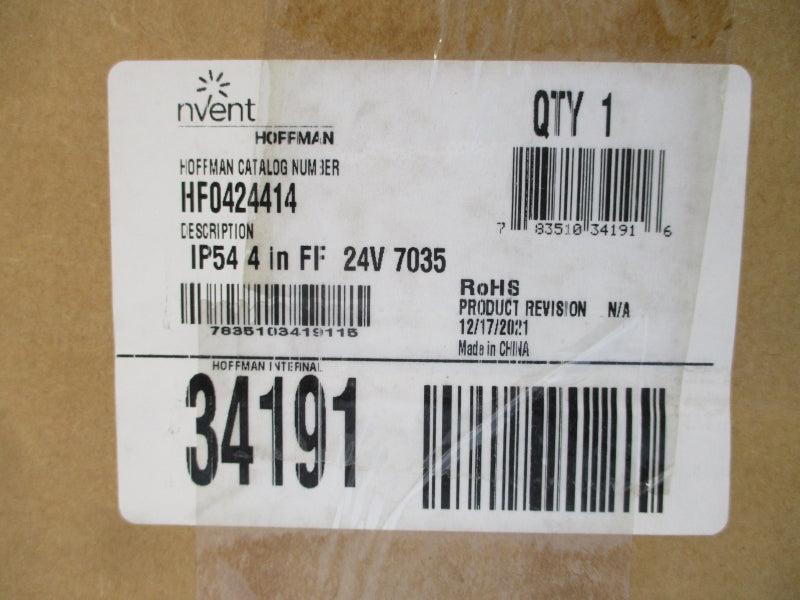 nVent
HOFFMAN
QTY 1
HOFFMAN CATALOG NUMBER
HF0424414
7 83510 34191 6
DESCRIPTION
IP54 4 in FF 24V 7035
RoHS
PRODUCT REVISION N/A
12/17/2021
Made in CHINA
7835103419115
HOFFMAN INTERNAL
34191